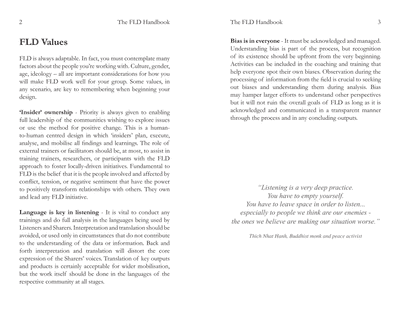 2
The FLD Handbook
FLD Values
FLD is always adaptable. In fact, you must contemplate many
factors about the people you're working with. Culture, gender,
age, ideology – all are important considerations for how you
will make FLD work well for your group. Some values, in
any scenario, are key to remembering when beginning your
design.
'Insider' ownership - Priority is always given to enabling
full leadership of the communities wishing to explore issues
or use the method for positive change. This is a human-
to-human centred design in which 'insiders' plan, execute,
analyse, and mobilise all findings and learnings. The role of
external trainers or facilitators should be, at most, to assist in
training trainers, researchers, or participants with the FLD
approach to foster locally-driven initiatives. Fundamental to
FLD is the belief that it is the people involved and affected by
conflict, tension, or negative sentiment that have the power
to positively transform relationships with others. They own
and lead any FLD initiative.
Language is key in listening - It is vital to conduct any
trainings and do full analysis in the languages being used by
Listeners and Sharers. Interpretation and translation should be
avoided, or used only in circumstances that do not contribute
to the understanding of the data or information. Back and
forth interpretation and translation will distort the core
expression of the Sharers' voices. Translation of key outputs
and products is certainly acceptable for wider mobilisation,
but the work itself should be done in the languages of the
respective community at all stages.
The FLD Handbook
3
Bias is in everyone - It must be acknowledged and managed.
Understanding bias is part of the process, but recognition
of its existence should be upfront from the very beginning.
Activities can be included in the coaching and training that
help everyone spot their own biases. Observation during the
processing of information from the field is crucial to seeking
out biases and understanding them during analysis. Bias
may hamper larger efforts to understand other perspectives
but it will not ruin the overall goals of FLD as long as it is
acknowledged and communicated in a transparent manner
through the process and in any concluding outputs.
"Listening is a very deep practice.
You have to empty yourself.
You have to leave space in order to listen...
especially to people we think are our enemies -
the ones we believe are making our situation worse."
Thich Nhat Hanh, Buddhist monk and peace activist